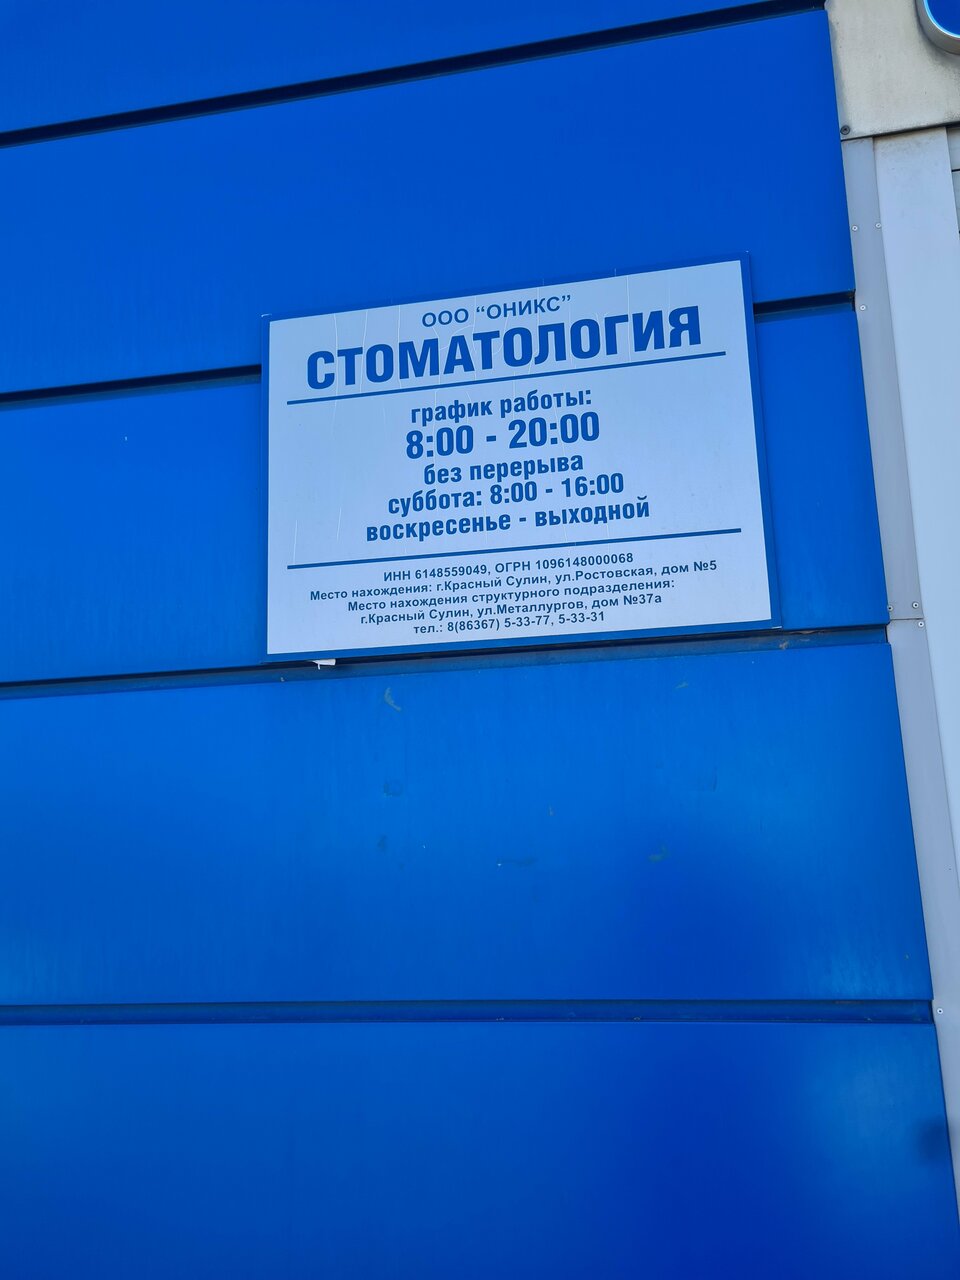 ООО “ОНИКС”
СТОМАТОЛОГИЯ
график работы:
8:00 - 20:00
без перерыва
суббота: 8:00 - 16:00
воскресенье - выходной
ИНН 6148559049, ОГРН 1096148000068
Место нахождения: г.Красный Сулин, ул.Ростовская, дом №5
Место нахождения структурного подразделения:
г.Красный Сулин, ул.Металлургов, дом №37а
тел.: 8(86367) 5-33-77, 5-33-31